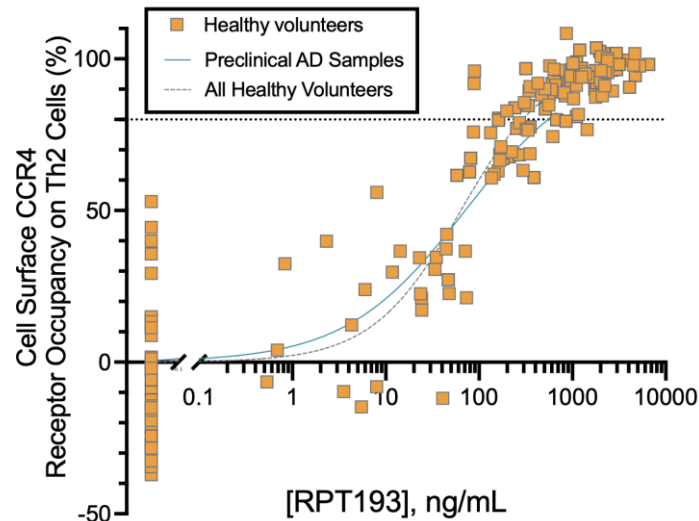 Healthy volunteers
Preclinical AD Samples
All Healthy Volunteers
Cell Surface CCR4
Receptor Occupancy on Th2 Cells (%)
100
50
0
-50
0.1
1
10
100
1000
10000
[RPT193], ng/mL